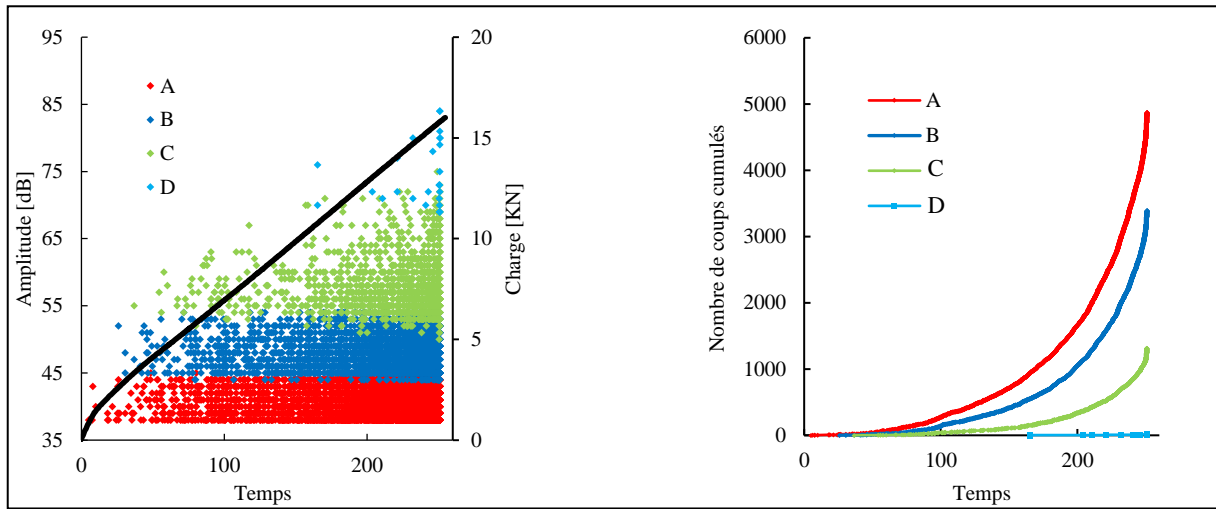 95
85
75
65
55
45
35
Amplitude [dB]
A
B
C
D
20
15
10
5
0
Charge [KN]
0
100
200
Temps
6000
5000
4000
3000
2000
1000
0
Nombre de coups cumulés
A
B
C
D
0
100
200
Temps